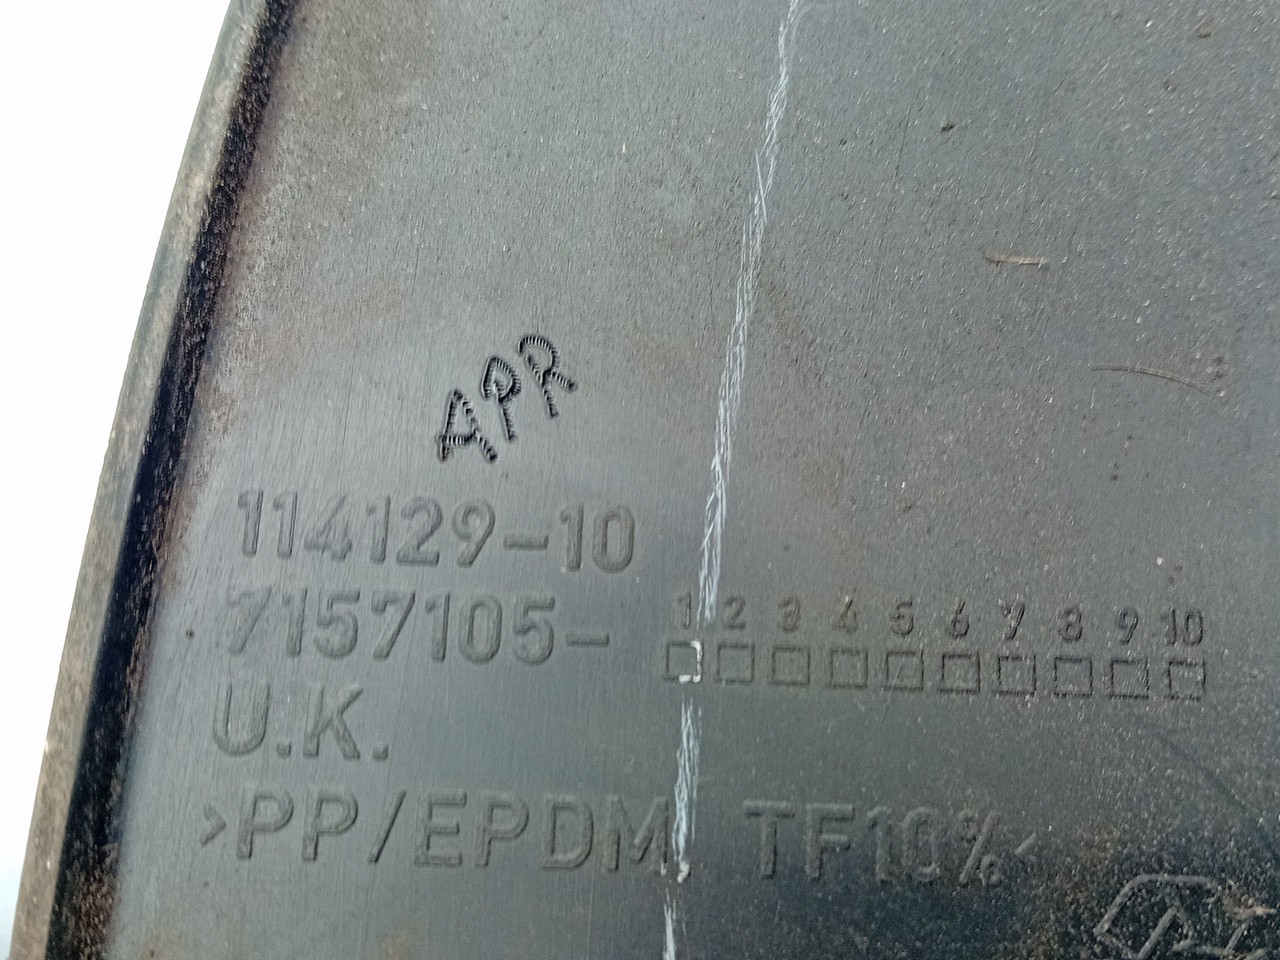 APR
114129-10
7157105-
1 2 3 4 5 6 7 8 9 10
U.K.
>PP/EPDM TF10%<